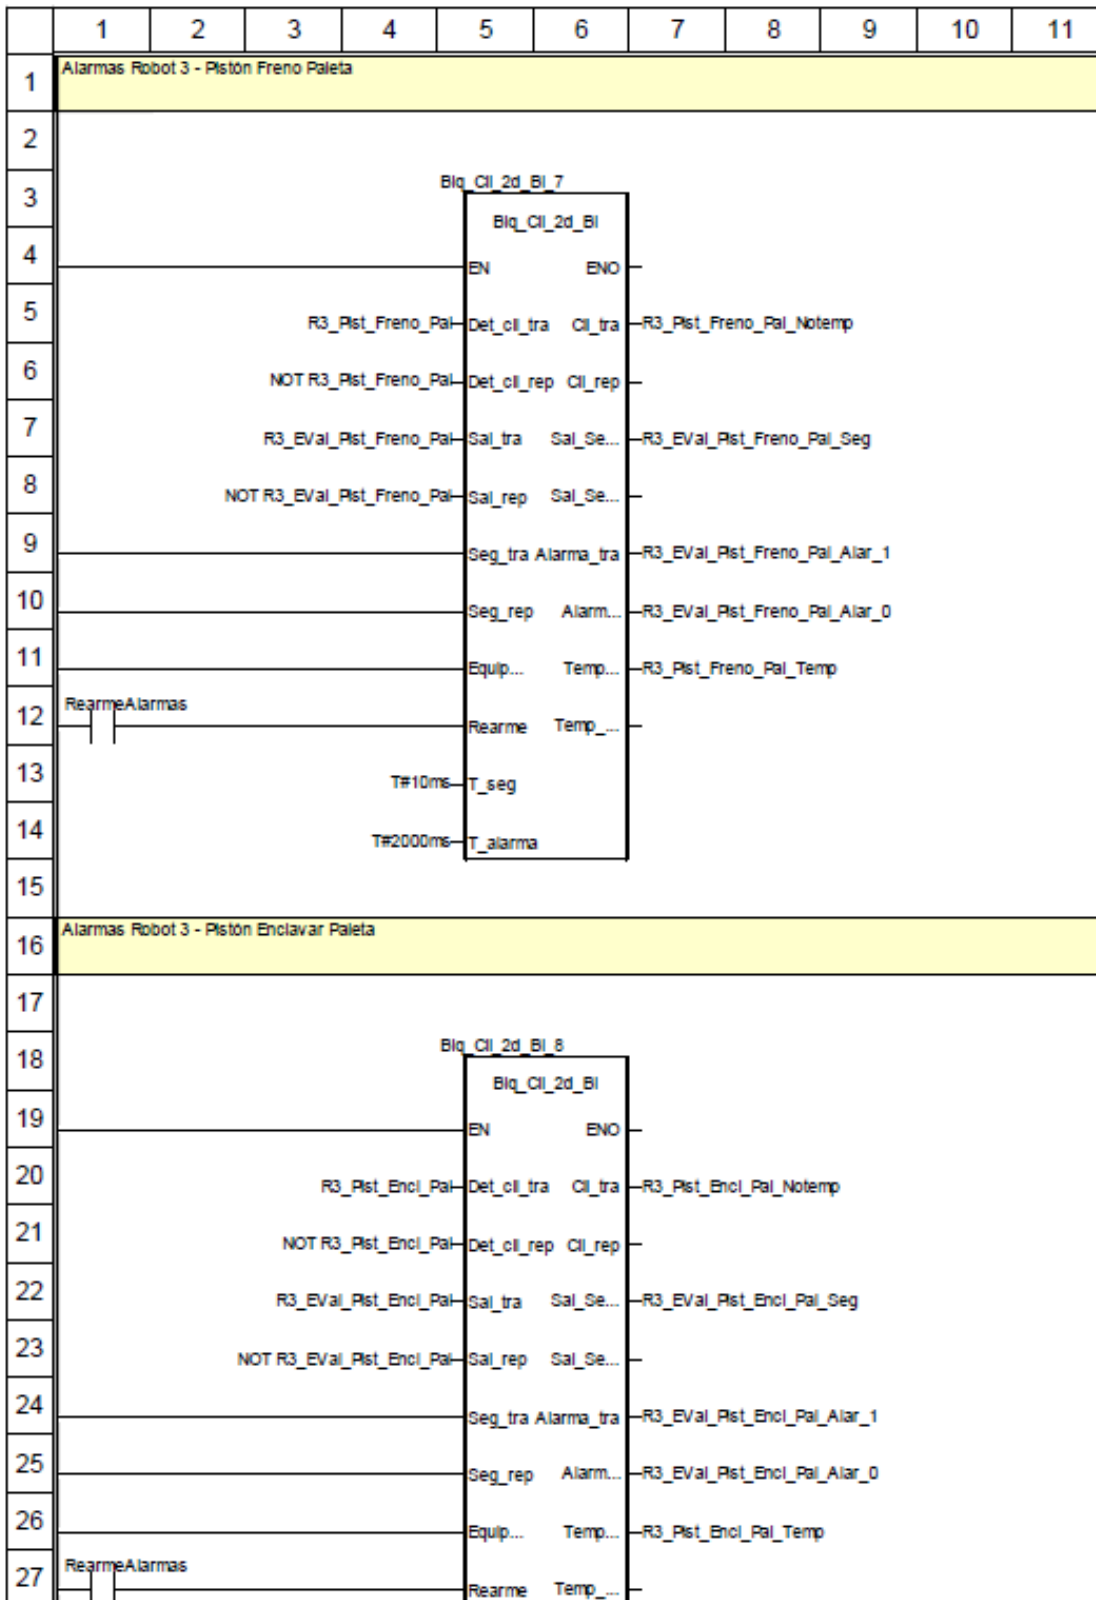 1 2 3 4 5 6 7 8 9 10 11
1 Alarmas Robot 3 - Pistón Freno Paleta
2
Blq_Cil_2d_Bi_7
3 Blq_Cil_2d_Bi
4 EN ENO
5 R3_Pist_Freno_Pal Det_cil_tra Cil_tra R3_Pist_Freno_Pal_Notemp
6 NOT R3_Pist_Freno_Pal Det_cil_rep Cil_rep
7 R3_EVal_Pist_Freno_Pal Sal_tra Sal_Se... R3_EVal_Pist_Freno_Pal_Seg
8 NOT R3_EVal_Pist_Freno_Pal Sal_rep Sal_Se...
9 Seg_tra Alarma_tra R3_EVal_Pist_Freno_Pal_Alar_1
10 Seg_rep Alarm... R3_EVal_Pist_Freno_Pal_Alar_0
11 Equip... Temp... R3_Pist_Freno_Pal_Temp
RearmeAlarmas
12 Rearme Temp_...
13 T#10ms T_seg
14 T#2000ms T_alarma
15
16 Alarmas Robot 3 - Pistón Enclavar Paleta
17
Blq_Cil_2d_Bi_8
18 Blq_Cil_2d_Bi
19 EN ENO
20 R3_Pist_Encl_Pal Det_cil_tra Cil_tra R3_Pist_Encl_Pal_Notemp
21 NOT R3_Pist_Encl_Pal Det_cil_rep Cil_rep
22 R3_EVal_Pist_Encl_Pal Sal_tra Sal_Se... R3_EVal_Pist_Encl_Pal_Seg
23 NOT R3_EVal_Pist_Encl_Pal Sal_rep Sal_Se...
24 Seg_tra Alarma_tra R3_EVal_Pist_Encl_Pal_Alar_1
25 Seg_rep Alarm... R3_EVal_Pist_Encl_Pal_Alar_0
26 Equip... Temp... R3_Pist_Encl_Pal_Temp
RearmeAlarmas
27 Rearme Temp_...